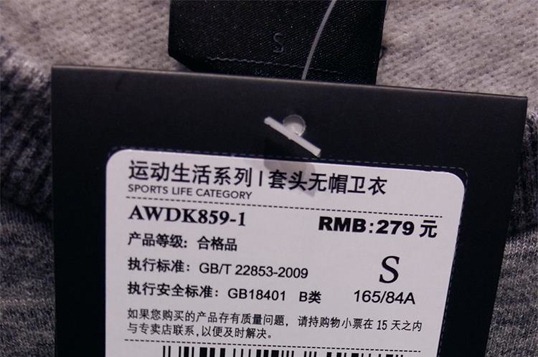 S
运动生活系列 | 套头无帽卫衣
SPORTS LIFE CATEGORY
AWDK859-1 RMB:279 元
产品等级: 合格品
执行标准: GB/T 22853-2009 S
执行安全标准: GB18401 B类 165/84A
如果您购买的产品存有质量问题, 请持购物小票在 15 天之内
与专卖店联系,以便及时解决。